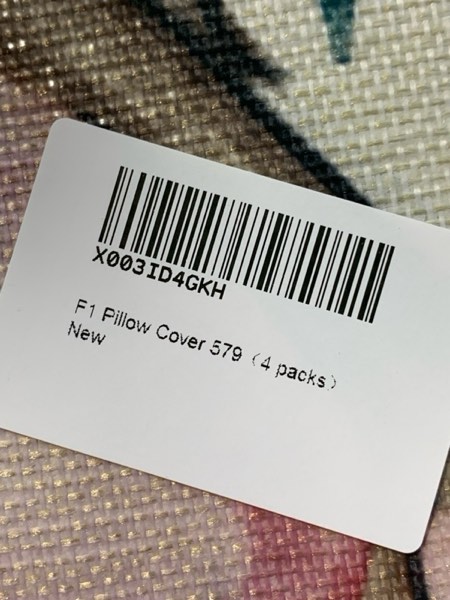 X003ID4GKH
F1 Pillow Cover 579（4 packs）
New